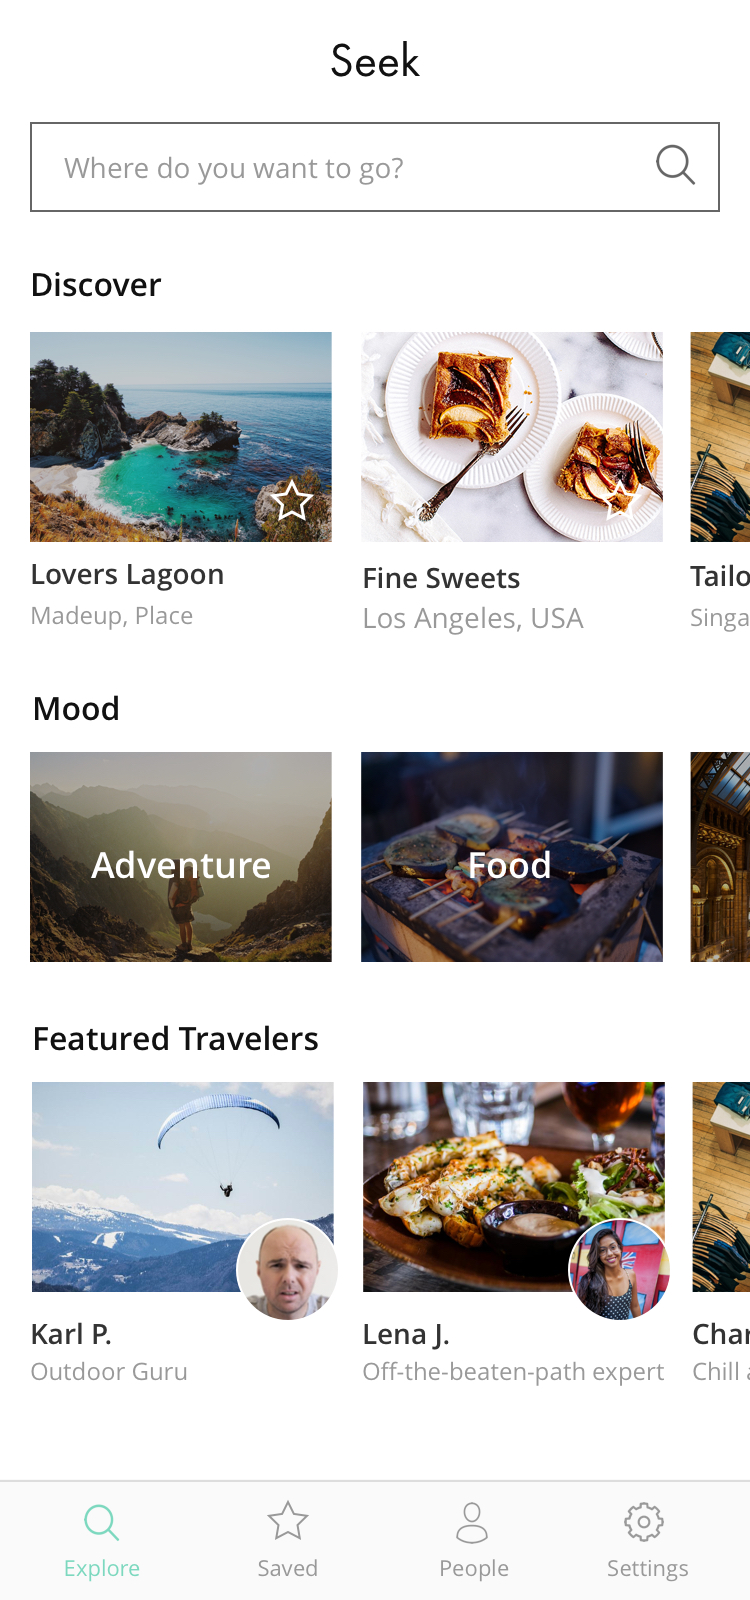 Seek
Where do you want to go?
Discover
Lovers Lagoon
Madeup, Place
Fine Sweets
Los Angeles, USA
Tailo
Singa
Mood
Adventure
Food
Featured Travelers
Karl P.
Outdoor Guru
Lena J.
Off-the-beaten-path expert
Char
Chill a
Explore
Saved
People
Settings